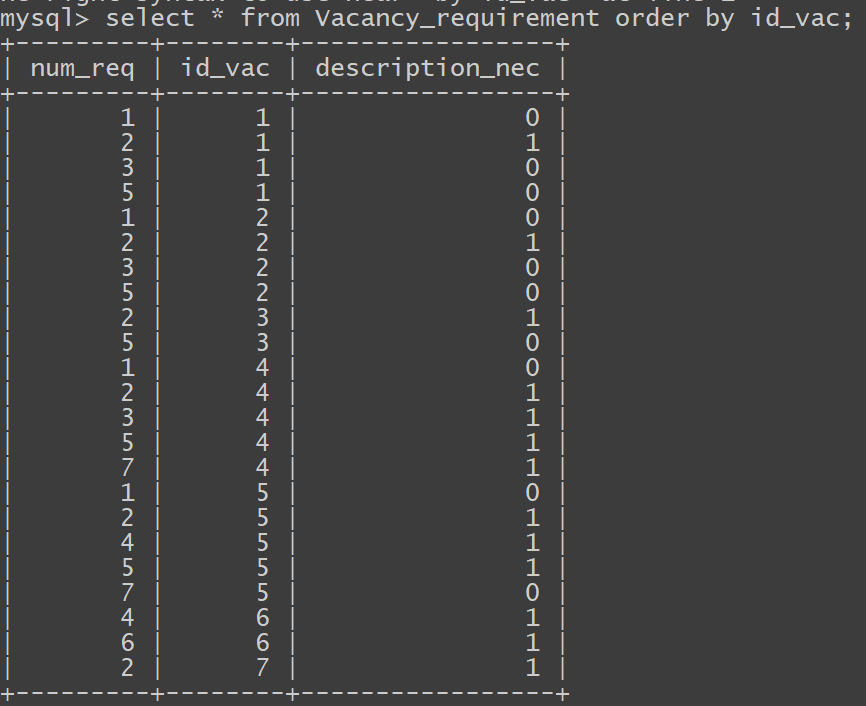 mysql> select * from Vacancy_requirement order by id_vac;
+---------+--------+-----------------+
| num_req | id_vac | description_nec |
+---------+--------+-----------------+
|       1 |      1 |               0 |
|       2 |      1 |               1 |
|       3 |      1 |               0 |
|       5 |      1 |               0 |
|       1 |      2 |               0 |
|       2 |      2 |               1 |
|       3 |      2 |               0 |
|       5 |      2 |               0 |
|       2 |      3 |               1 |
|       5 |      3 |               0 |
|       1 |      4 |               0 |
|       2 |      4 |               1 |
|       3 |      4 |               1 |
|       5 |      4 |               1 |
|       7 |      4 |               1 |
|       1 |      5 |               0 |
|       2 |      5 |               1 |
|       4 |      5 |               1 |
|       5 |      5 |               1 |
|       7 |      5 |               0 |
|       4 |      6 |               1 |
|       6 |      6 |               1 |
|       2 |      7 |               1 |
+---------+--------+-----------------+